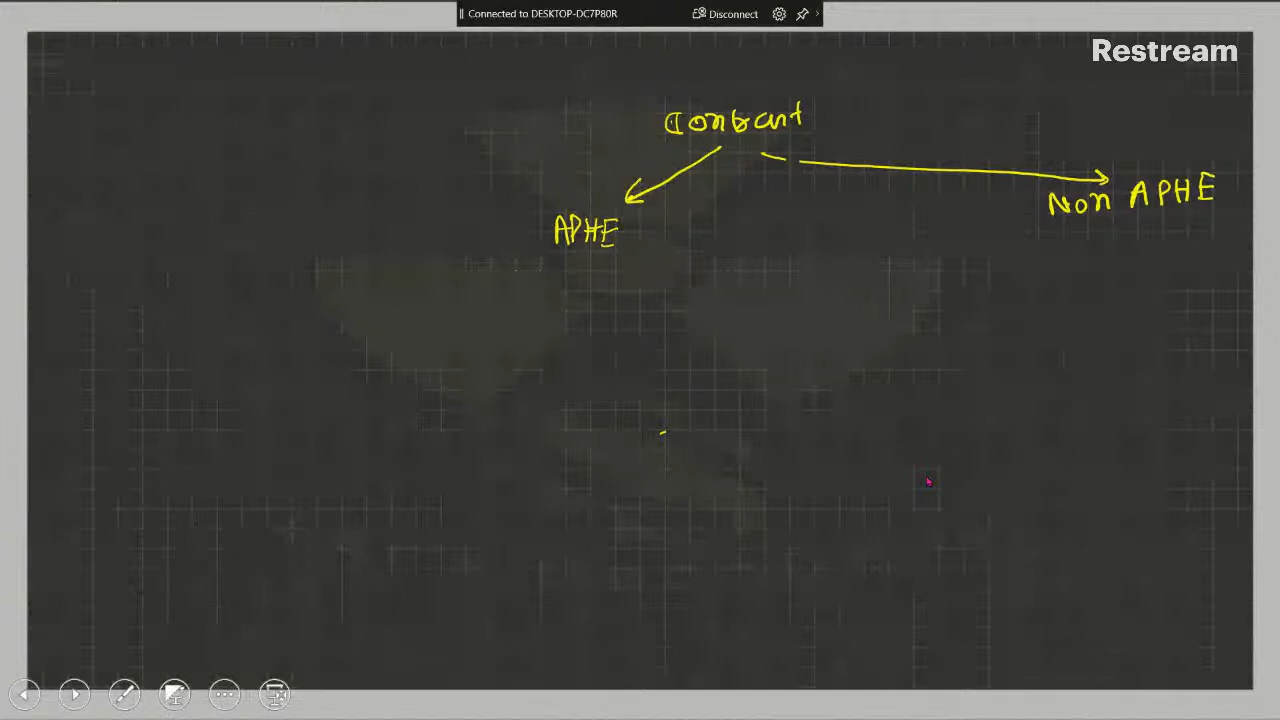 Connected to DESKTOP-DC7P80R Disconnect
Restream
Contrast
Non APHE
APHE